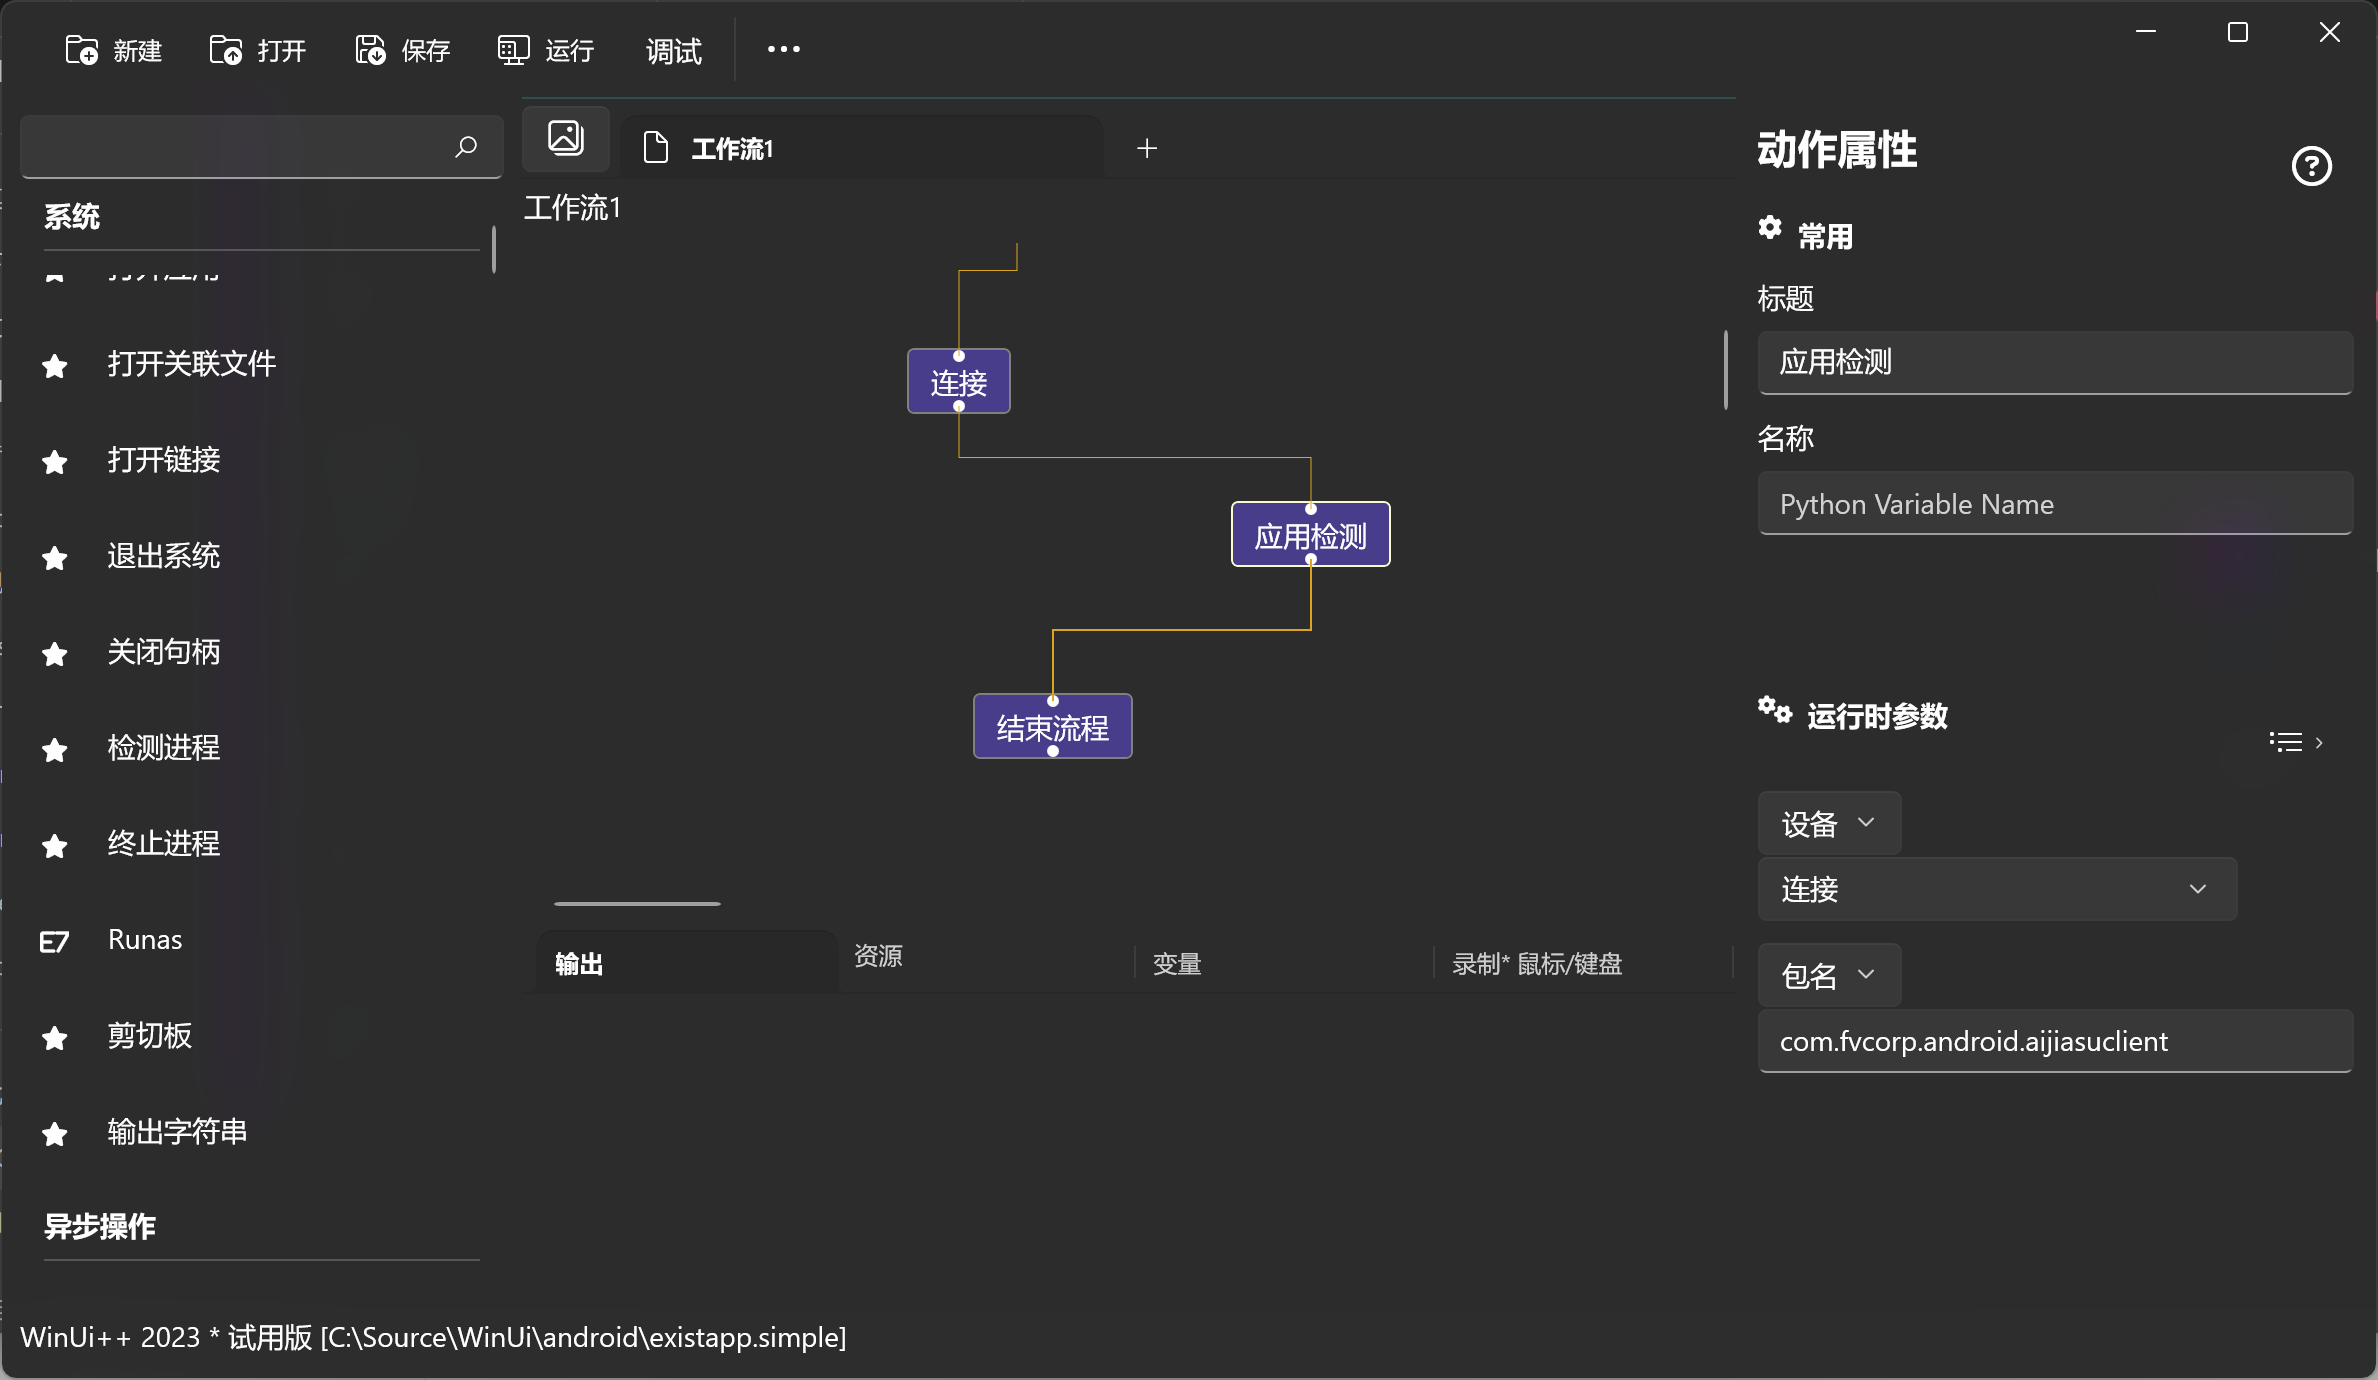 新建
打开
保存
运行
调试
系统
打开应用
打开关联文件
打开链接
退出系统
关闭句柄
检测进程
终止进程
Runas
剪切板
输出字符串
异步操作
工作流1
工作流1
连接
应用检测
结束流程
输出
资源
变量
录制* 鼠标/键盘
动作属性
常用
标题
应用检测
名称
Python Variable Name
运行时参数
设备
连接
包名
com.fvcorp.android.aijiasuclient
WinUi++ 2023 * 试用版 [C:\Source\WinUi\android\existapp.simple]